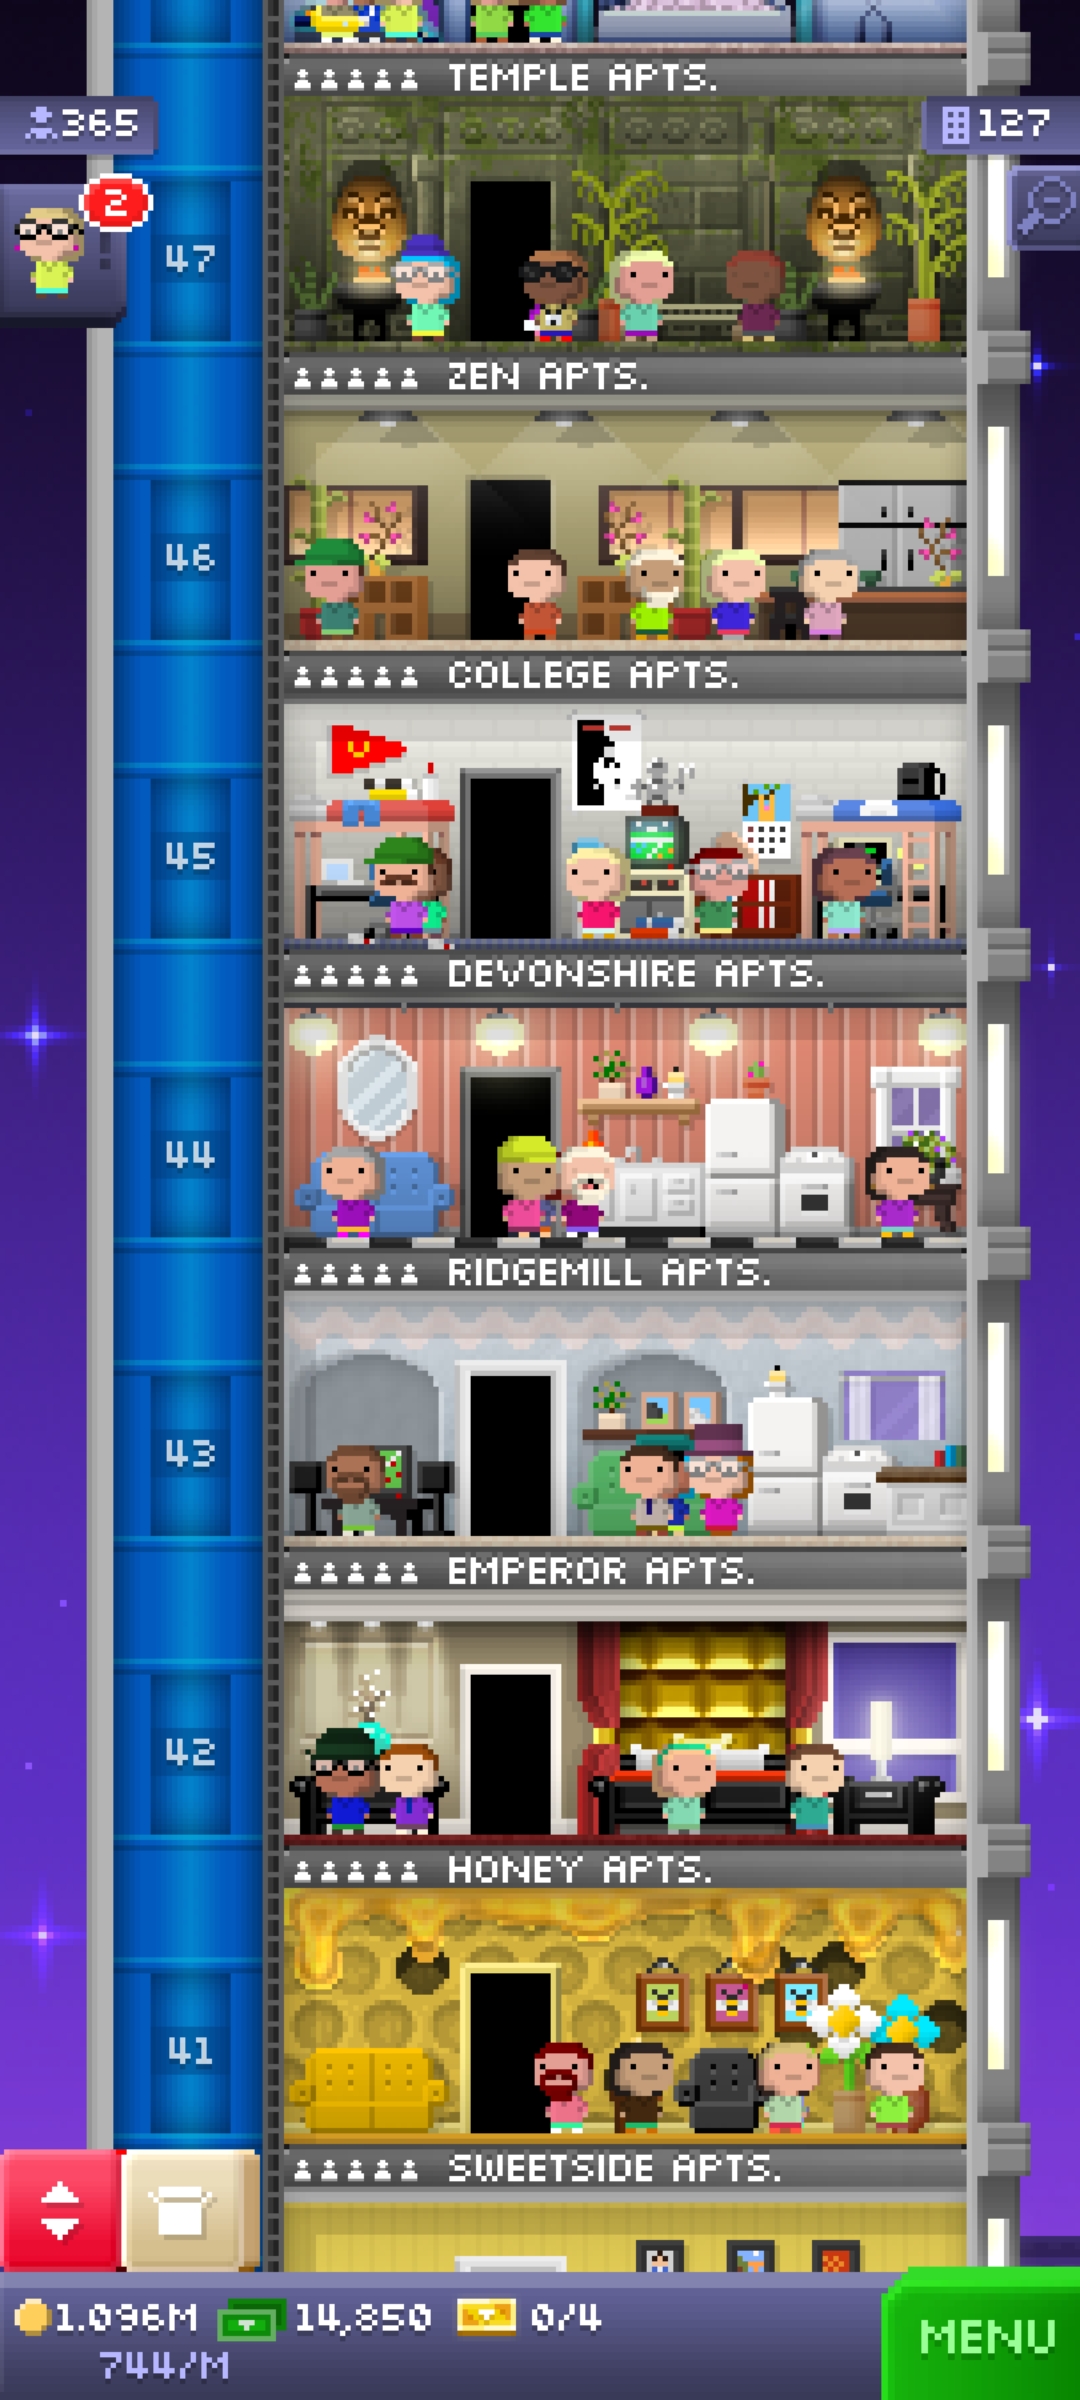 TEMPLE APTS.
365
127
2
47
ZEN APTS.
46
COLLEGE APTS.
45
DEVONSHIRE APTS.
44
RIDGEMILL APTS.
43
EMPEROR APTS.
42
HONEY APTS.
41
SWEETSIDE APTS.
1.096M 14,850 0/4
744/M
MENU